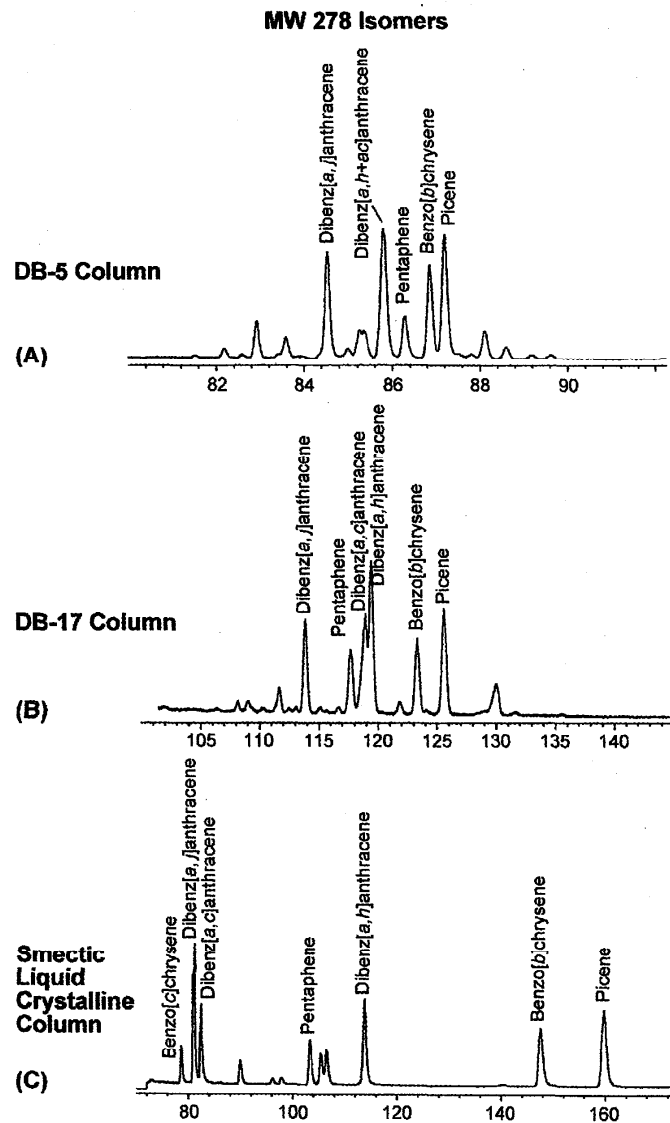 MW 278 Isomers
Dibenz[a,j]anthracene
Dibenz[a,h+ac]anthracene
Pentaphene
Benzo[b]chrysene
Picene
DB-5 Column
(A)
82 84 86 88 90
Dibenz[a,j]anthracene
Pentaphene
Dibenz[a,c]anthracene
Dibenz[a,h]anthracene
Benzo[b]chrysene
Picene
DB-17 Column
(B)
105 110 115 120 125 130 135 140
Benzo[c]chrysene
Dibenz[a,j]anthracene
Dibenz[a,c]anthracene
Pentaphene
Dibenz[a,h]anthracene
Benzo[b]chrysene
Picene
Smectic
Liquid
Crystalline
Column
(C)
80 100 120 140 160